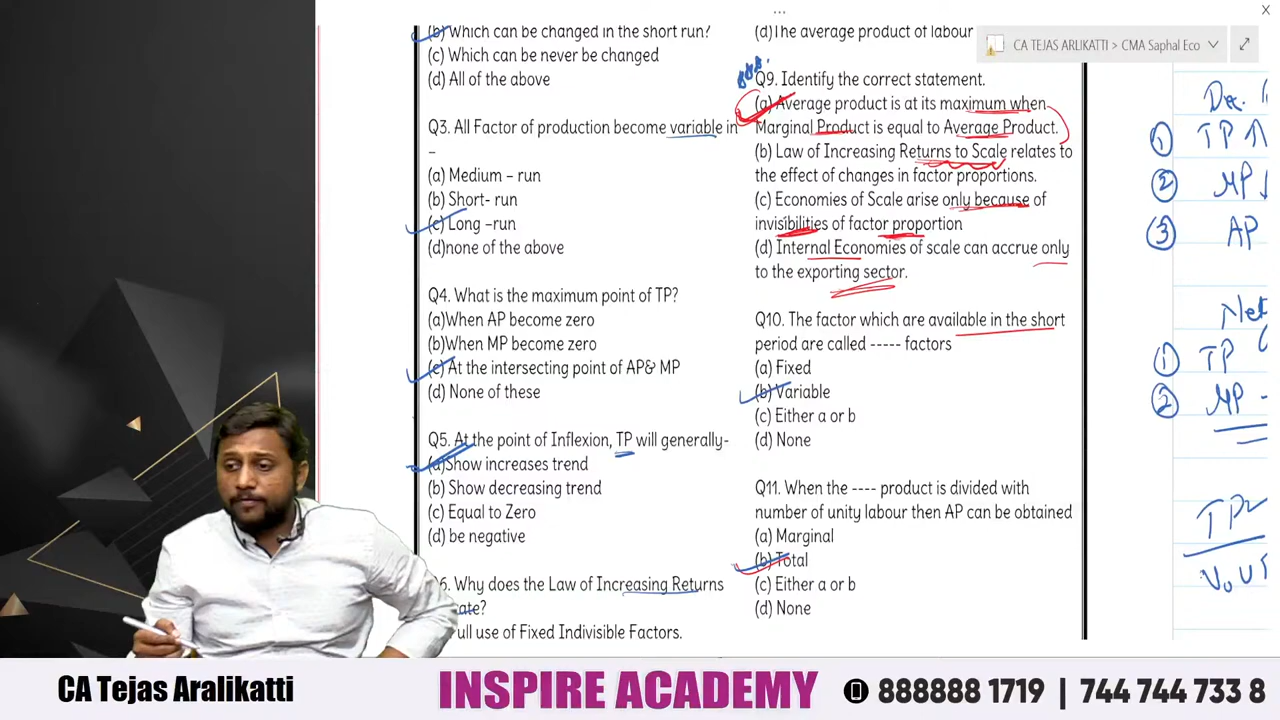 (b) Which can be changed in the short run?
(c) Which can be never be changed
(d) All of the above
Q3. All Factor of production become variable in
–
(a) Medium – run
(b) Short- run
(c) Long –run
(d)none of the above
Q4. What is the maximum point of TP?
(a)When AP become zero
(b)When MP become zero
(c) At the intersecting point of AP& MP
(d) None of these
Q5. At the point of Inflexion, TP will generally-
(a)Show increases trend
(b) Show decreasing trend
(c) Equal to Zero
(d) be negative
6. Why does the Law of Increasing Returns
ull use of Fixed Indivisible Factors.
(d)The average product of labour
Q9. Identify the correct statement.
(a) Average product is at its maximum when
Marginal Product is equal to Average Product.
(b) Law of Increasing Returns to Scale relates to
the effect of changes in factor proportions.
(c) Economies of Scale arise only because of
invisibilities of factor proportion
(d) Internal Economies of scale can accrue only
to the exporting sector.
Q10. The factor which are available in the short
period are called ----- factors
(a) Fixed
(b) Variable
(c) Either a or b
(d) None
Q11. When the ---- product is divided with
number of unity labour then AP can be obtained
(a) Marginal
(b) Total
(c) Either a or b
(d) None
CA TEJAS ARLIKATTI > CMA Saphal Eco
① TP ↑
② MP ↓
③ AP
① TP
② MP -
CA Tejas Aralikatti
INSPIRE ACADEMY
888888 1719 | 744 744 733 8